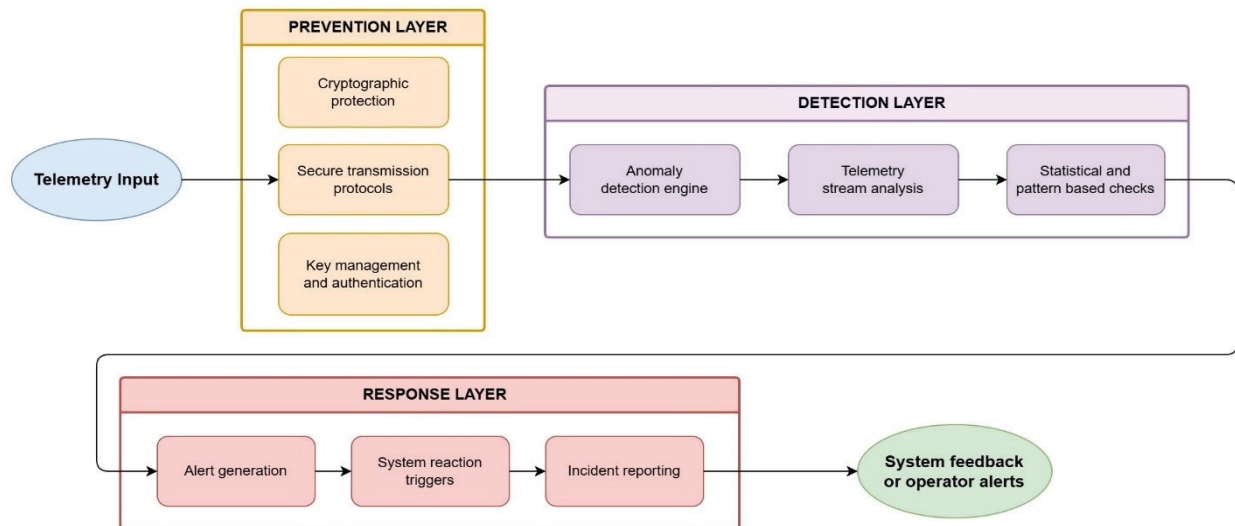 PREVENTION LAYER
Cryptographic
protection
Telemetry Input
Secure transmission
protocols
Key management
and authentication
DETECTION LAYER
Anomaly
detection engine
Telemetry
stream analysis
Statistical and
pattern based checks
RESPONSE LAYER
Alert generation
System reaction
triggers
Incident reporting
System feedback
or operator alerts